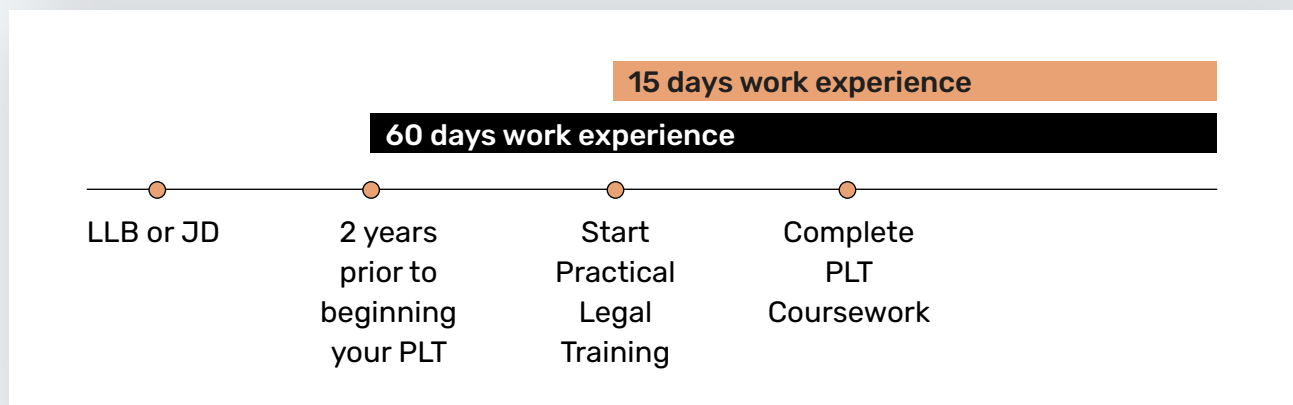 15 days work experience
60 days work experience
LLB or JD
2 years
prior to
beginning
your PLT
Start
Practical
Legal
Training
Complete
PLT
Coursework